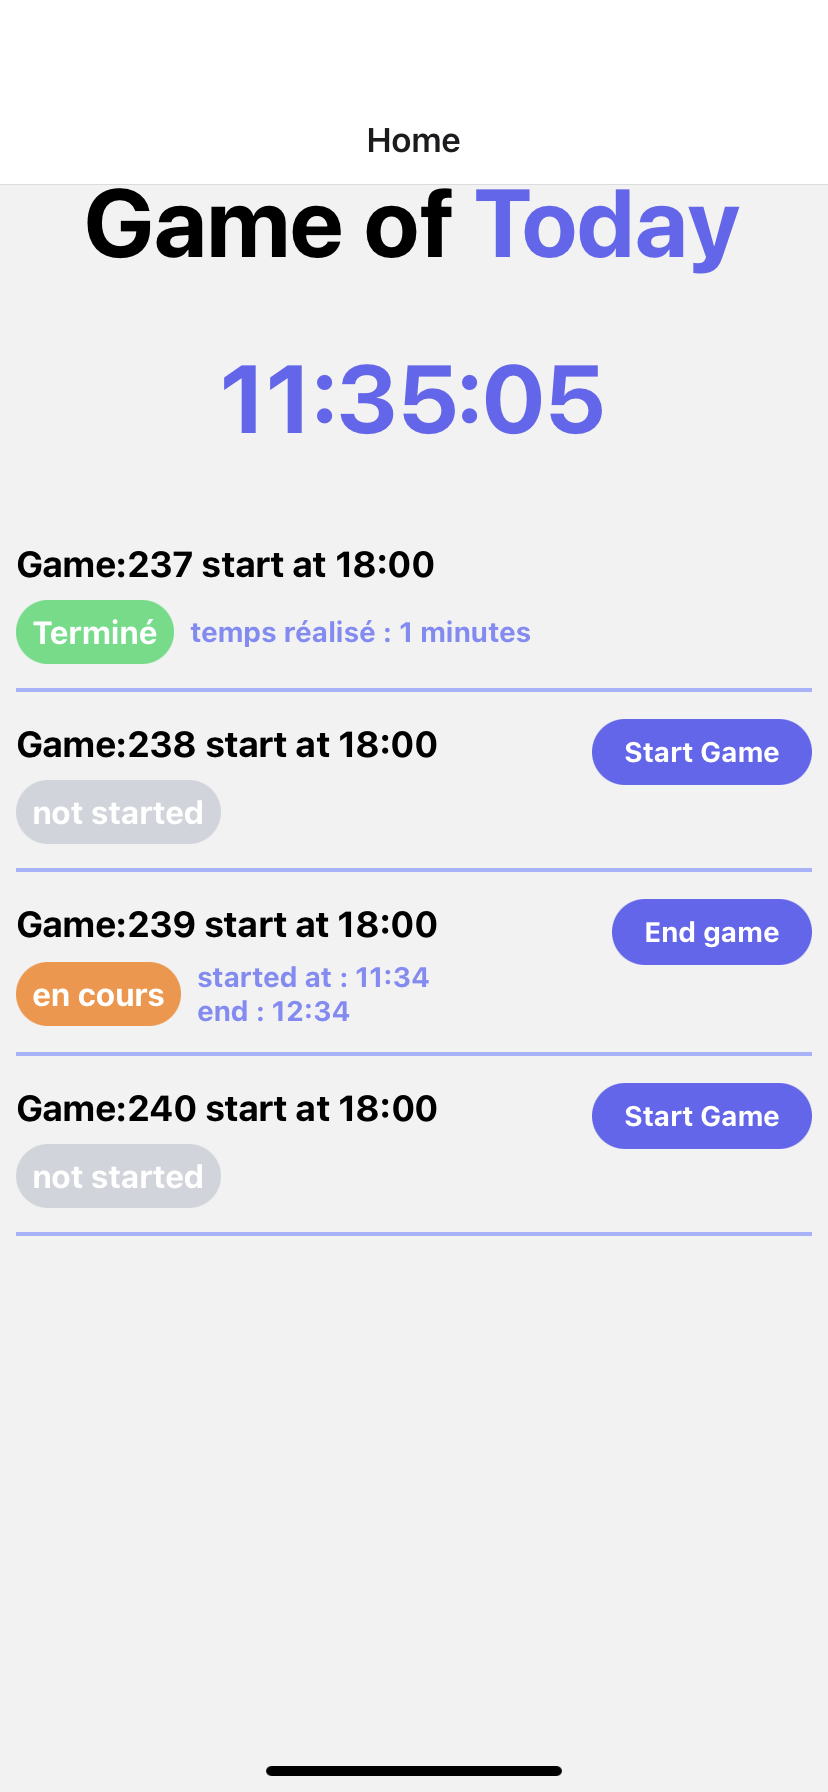 Home
Game of Today
11:35:05
Game:237 start at 18:00
Terminé temps réalisé : 1 minutes
Game:238 start at 18:00 Start Game
not started
Game:239 start at 18:00 End game
en cours started at : 11:34
end : 12:34
Game:240 start at 18:00 Start Game
not started